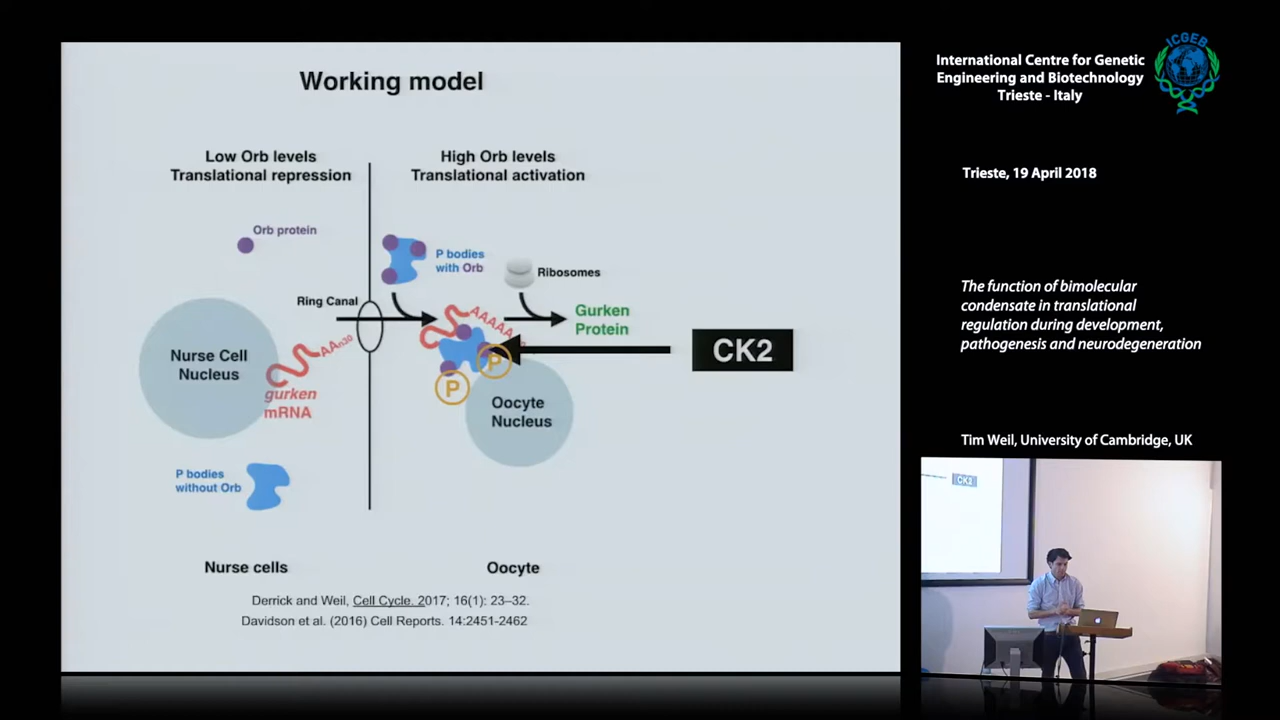 Working model
Low Orb levels
Translational repression
High Orb levels
Translational activation
Orb protein
P bodies
with Orb
Ribosomes
Ring Canal
AAAAA
Gurken
Protein
AAn30
Nurse Cell
Nucleus
gurken
mRNA
P
P
CK2
Oocyte
Nucleus
P bodies
without Orb
Nurse cells
Oocyte
Derrick and Weil, Cell Cycle. 2017; 16(1): 23–32.
Davidson et al. (2016) Cell Reports. 14:2451-2462
International Centre for Genetic
Engineering and Biotechnology
Trieste - Italy
ICGEB
Trieste, 19 April 2018
The function of bimolecular
condensate in translational
regulation during development,
pathogenesis and neurodegeneration
Tim Weil, University of Cambridge, UK
CK2